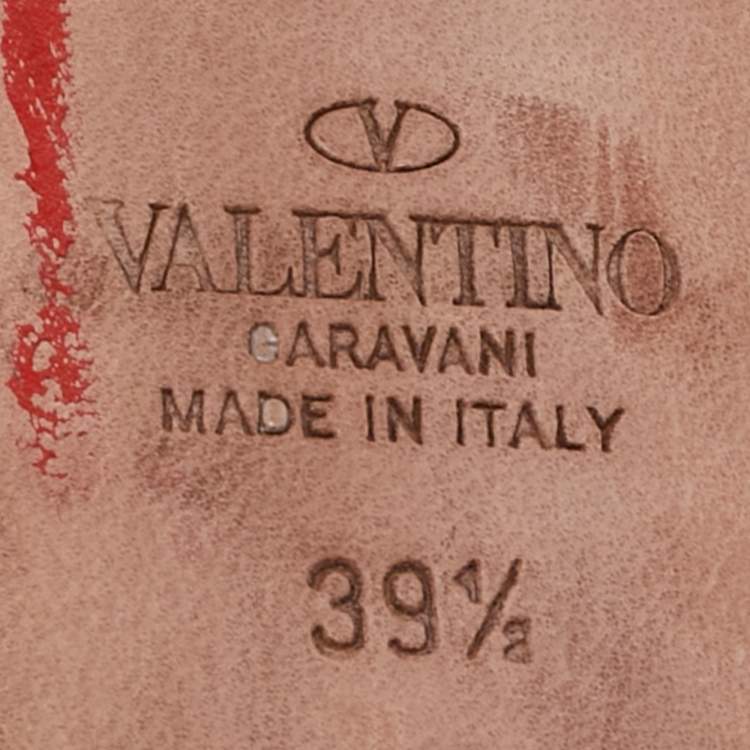 V
VALENTINO
GARAVANI
MADE IN ITALY
39½